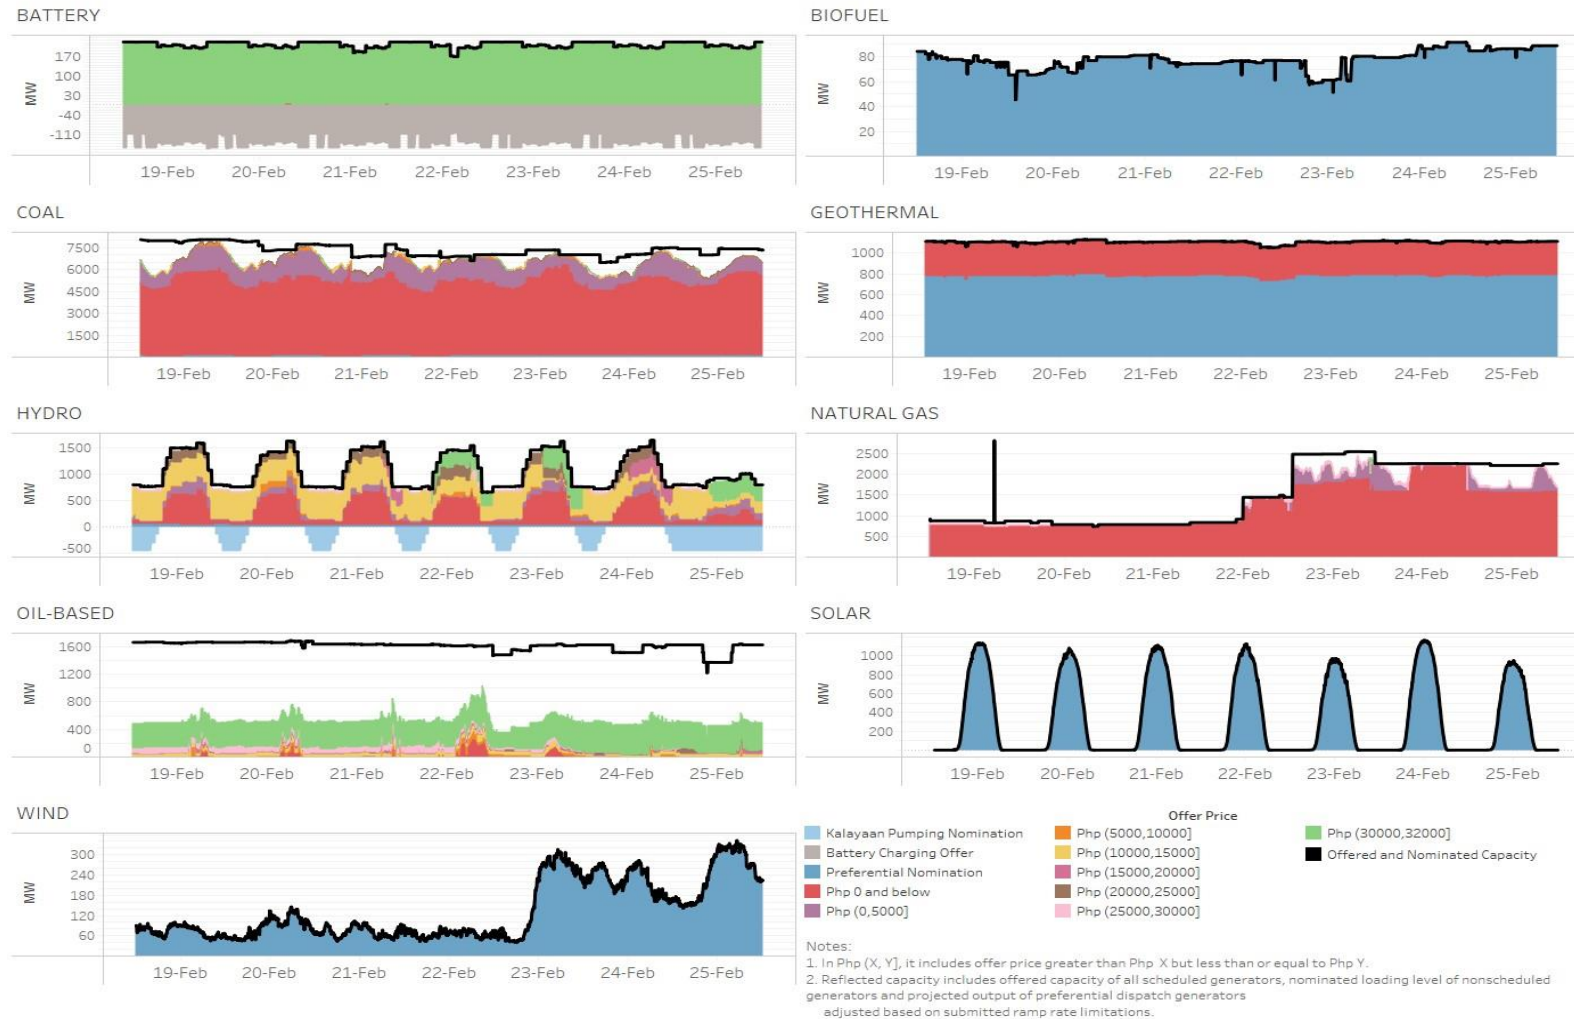 BATTERY
MW
170
100
30
-40
-110
19-Feb 20-Feb 21-Feb 22-Feb 23-Feb 24-Feb 25-Feb
BIOFUEL
MW
80
60
40
20
19-Feb 20-Feb 21-Feb 22-Feb 23-Feb 24-Feb 25-Feb
COAL
MW
7500
6000
4500
3000
1500
19-Feb 20-Feb 21-Feb 22-Feb 23-Feb 24-Feb 25-Feb
GEOTHERMAL
MW
1000
800
600
400
200
19-Feb 20-Feb 21-Feb 22-Feb 23-Feb 24-Feb 25-Feb
HYDRO
MW
1500
1000
500
0
-500
19-Feb 20-Feb 21-Feb 22-Feb 23-Feb 24-Feb 25-Feb
NATURAL GAS
MW
2500
2000
1500
1000
500
19-Feb 20-Feb 21-Feb 22-Feb 23-Feb 24-Feb 25-Feb
OIL-BASED
MW
1600
1200
800
400
0
19-Feb 20-Feb 21-Feb 22-Feb 23-Feb 24-Feb 25-Feb
SOLAR
MW
1000
800
600
400
200
19-Feb 20-Feb 21-Feb 22-Feb 23-Feb 24-Feb 25-Feb
WIND
MW
300
240
180
120
60
19-Feb 20-Feb 21-Feb 22-Feb 23-Feb 24-Feb 25-Feb
Offer Price
Kalayaan Pumping Nomination
Battery Charging Offer
Preferential Nomination
Php 0 and below
Php (0,5000]
Php (5000,10000]
Php (10000,15000]
Php (15000,20000]
Php (20000,25000]
Php (25000,30000]
Php (30000,32000]
Offered and Nominated Capacity
Notes:
1. In Php (X, Y], it includes offer price greater than Php X but less than or equal to Php Y.
2. Reflected capacity includes offered capacity of all scheduled generators, nominated loading level of nonscheduled
generators and projected output of preferential dispatch generators
adjusted based on submitted ramp rate limitations.